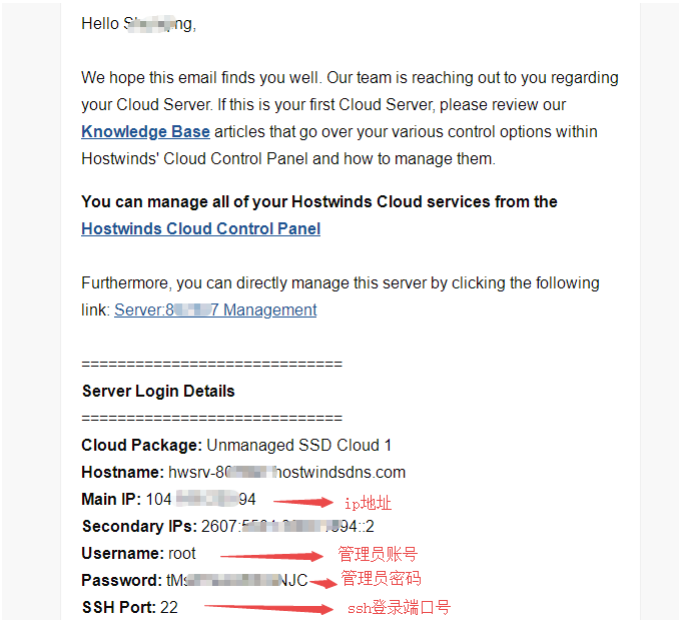 Hello
We hope this email finds you well. Our team is reaching out to you regarding
your Cloud Server. If this is your first Cloud Server, please review our
Knowledge Base articles that go over your various control options within
Hostwinds' Cloud Control Panel and how to manage them.
You can manage all of your Hostwinds Cloud services from the
Hostwinds Cloud Control Panel
Furthermore, you can directly manage this server by clicking the following
link: Management
=============================
Server Login Details
=============================
Cloud Package: Unmanaged SSD Cloud 1
Hostname:
Main IP: 104 94 ip地址
Secondary IPs:
Username: root 管理员账号
Password: 管理员密码
SSH Port: 22 ssh登录端口号